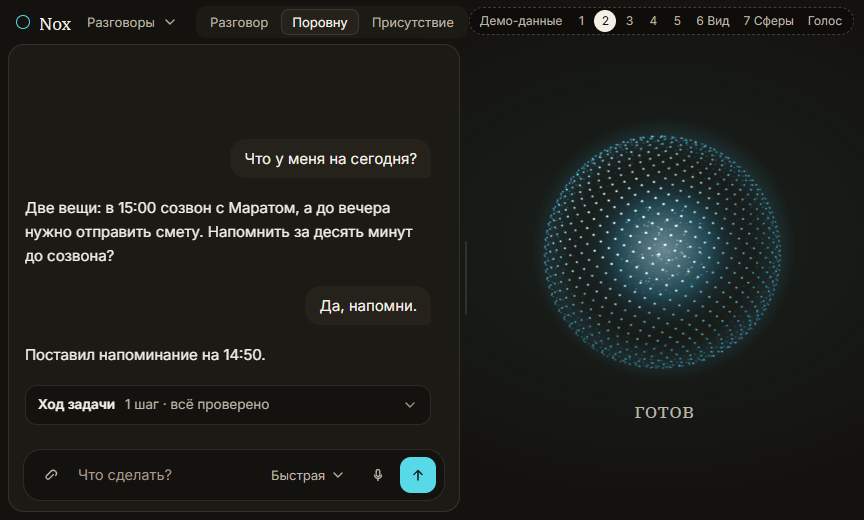 Nox Разговоры Разговор Поровну Присутствие Демо-данные 1 2 3 4 5 6 Вид 7 Сферы Голос
Что у меня на сегодня?
Две вещи: в 15:00 созвон с Маратом, а до вечера
нужно отправить смету. Напомнить за десять минут
до созвона?
Да, напомни.
Поставил напоминание на 14:50.
Ход задачи 1 шаг · всё проверено
Что сделать? Быстрая
готов